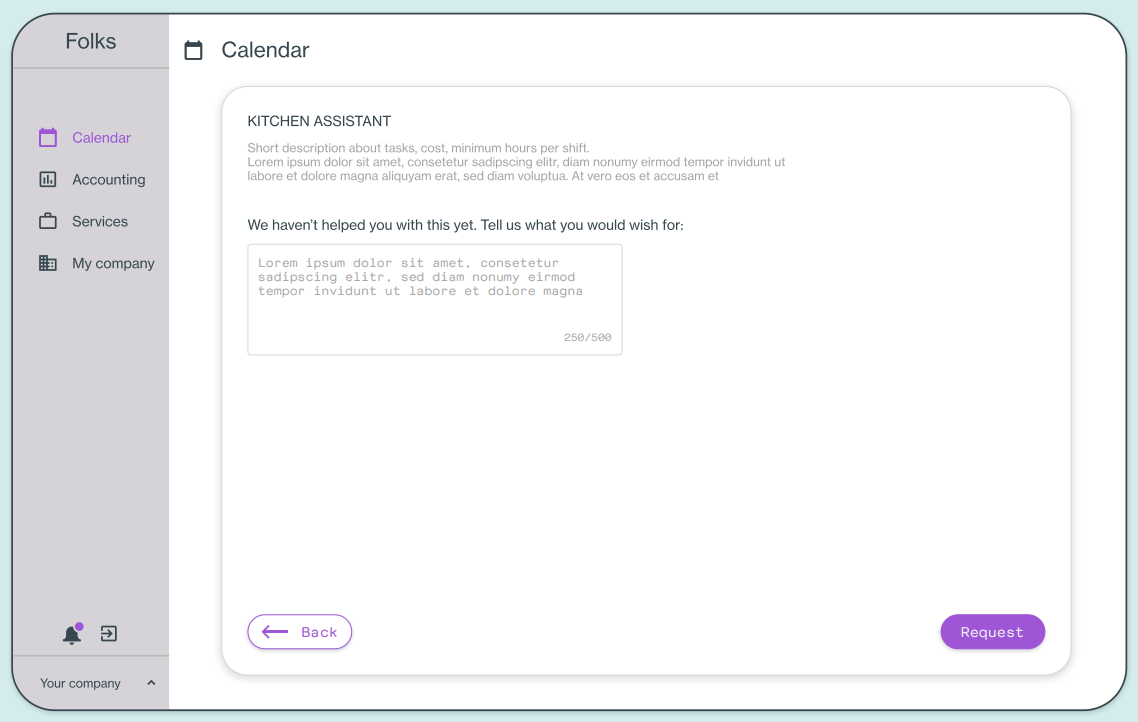 Folks
Calendar
Calendar
Accounting
Services
My company
KITCHEN ASSISTANT
Short description about tasks, cost, minimum hours per shift.
Lorem ipsum dolor sit amet, consetetur sadipscing elitr, diam nonumy eirmod tempor invidunt ut
labore et dolore magna aliquyam erat, sed diam voluptua. At vero eos et accusam et
We haven’t helped you with this yet. Tell us what you would wish for:
Lorem ipsum dolor sit amet, consetetur
sadipscing elitr, sed diam nonumy eirmod
tempor invidunt ut labore et dolore magna
250/500
Back
Request
Your company